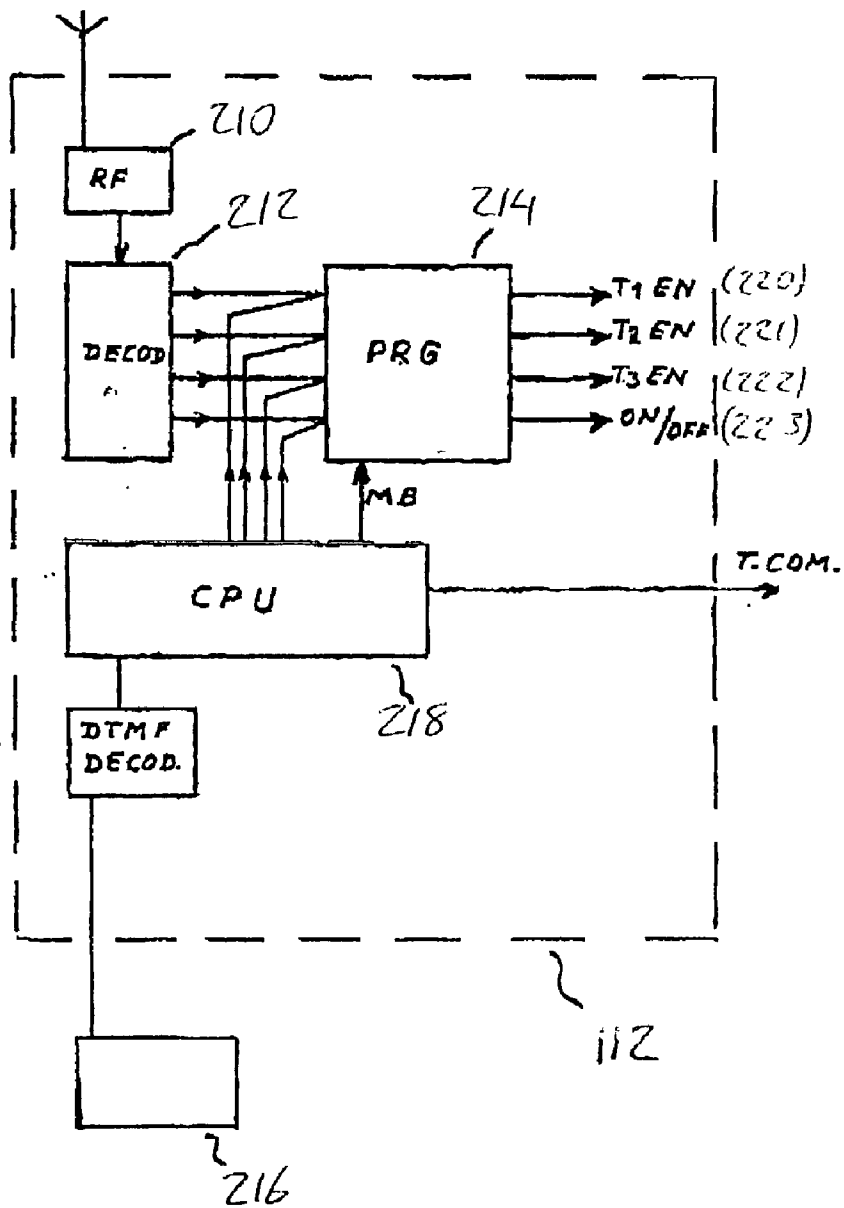 210
RF
212
214
DECOD
PRG
T1 EN (220)
T2 EN (221)
T3 EN (222)
ON/OFF (223)
MB
CPU
T.COM.
218
DTMF
DECOD.
112
216